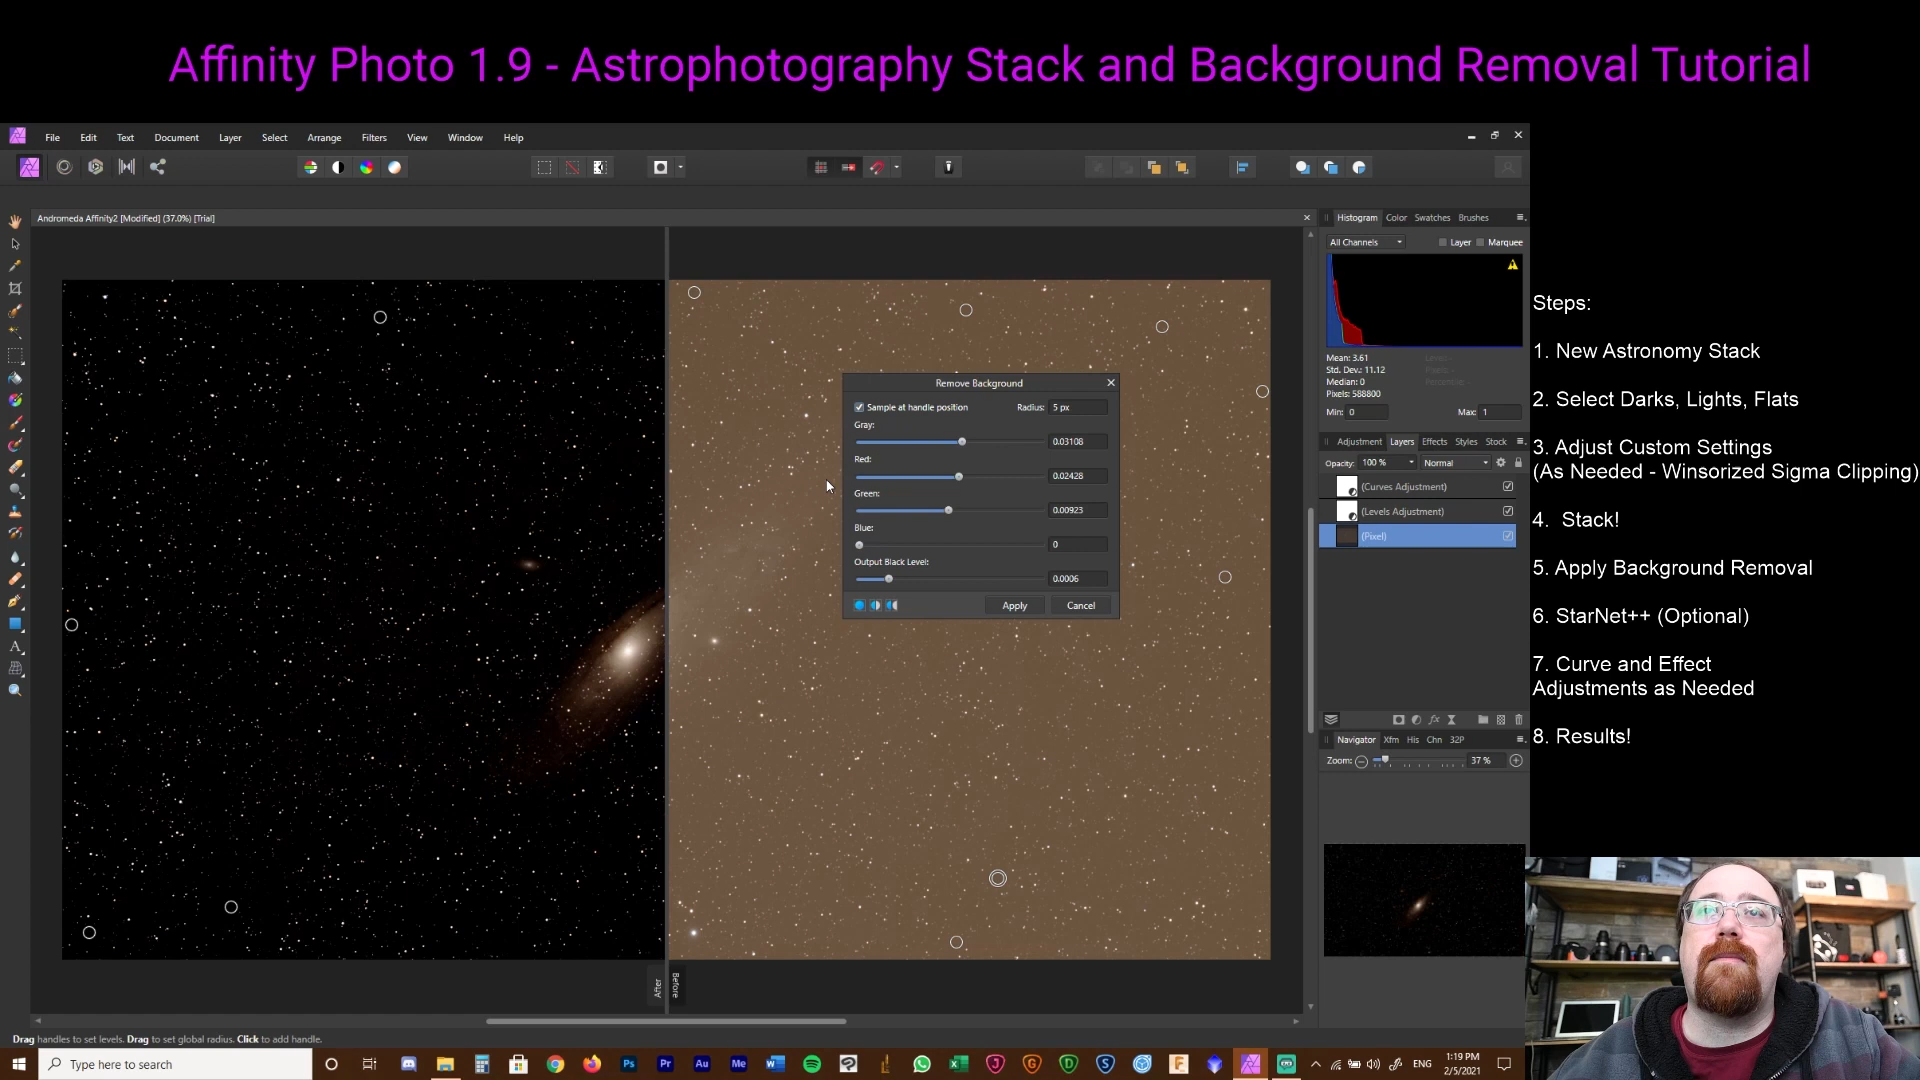 Affinity Photo 1.9 - Astrophotography Stack and Background Removal Tutorial
File Edit Text Document Layer Select Arrange Filters View Window Help
Andromeda Affinity2 [Modified] (37.0%) [Trial]
Histogram Color Swatches Brushes
All Channels Layer Marquee
Mean: 3.61
Std. Dev.: 11.12
Median: 0
Pixels: 588800
Min: 0 Max: 1
Adjustment Layers Effects Styles Stock
Opacity: 100 % Normal
(Curves Adjustment)
(Levels Adjustment)
(Pixel)
Navigator Xfm His Chn 32P
Zoom: 37 %
Remove Background
Sample at handle position Radius: 5 px
Gray:
0.03108
Red:
0.02428
Green:
0.00923
Blue:
0
Output Black Level:
0.0006
Apply Cancel
After Before
Steps:
1. New Astronomy Stack
2. Select Darks, Lights, Flats
3. Adjust Custom Settings
(As Needed - Winsorized Sigma Clipping)
4. Stack!
5. Apply Background Removal
6. StarNet++ (Optional)
7. Curve and Effect
Adjustments as Needed
8. Results!
Drag handles to set levels. Drag to set global radius. Click to add handle.
Type here to search
Ps Pr Au Me
ENG
1:19 PM
2/5/2021